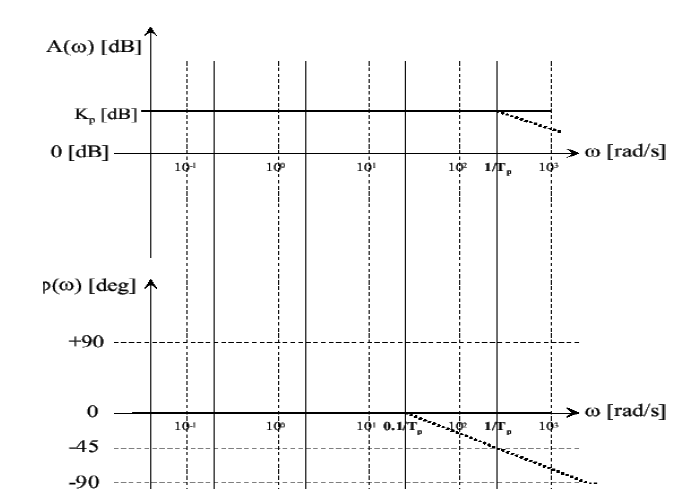 A(ω) [dB]
K_p [dB]
0 [dB]
ω [rad/s]
10⁻¹ 10⁰ 10¹ 10² 1/T_p 10³
p(ω) [deg]
+90
0
ω [rad/s]
10⁻¹ 10⁰ 10¹ 0.1/T_p 10² 1/T_p 10³
-45
-90